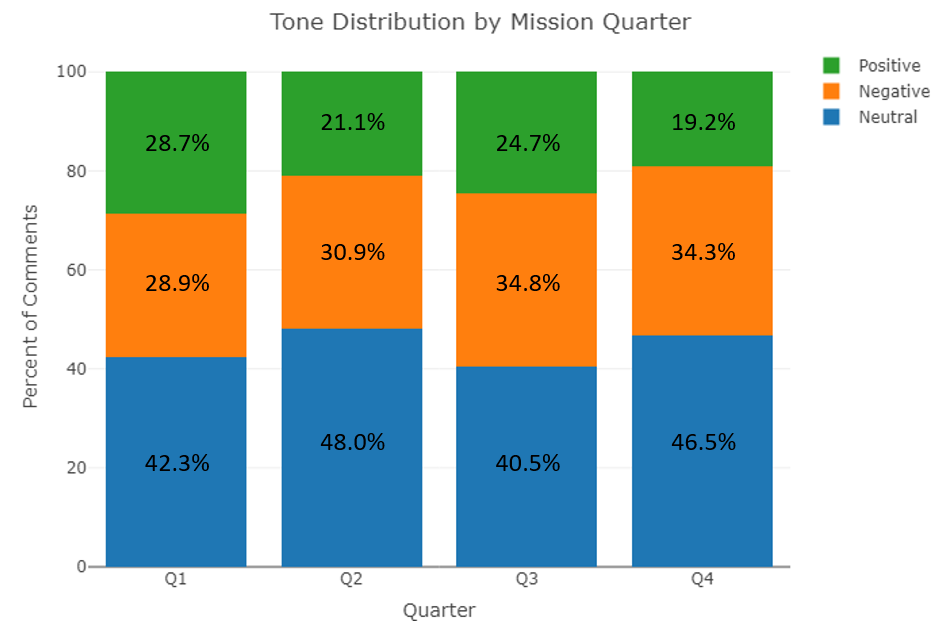 Tone Distribution by Mission Quarter
Positive
Negative
Neutral
Percent of Comments
100
80
60
40
20
0
28.7%
21.1%
24.7%
19.2%
28.9%
30.9%
34.8%
34.3%
42.3%
48.0%
40.5%
46.5%
Q1
Q2
Q3
Q4
Quarter